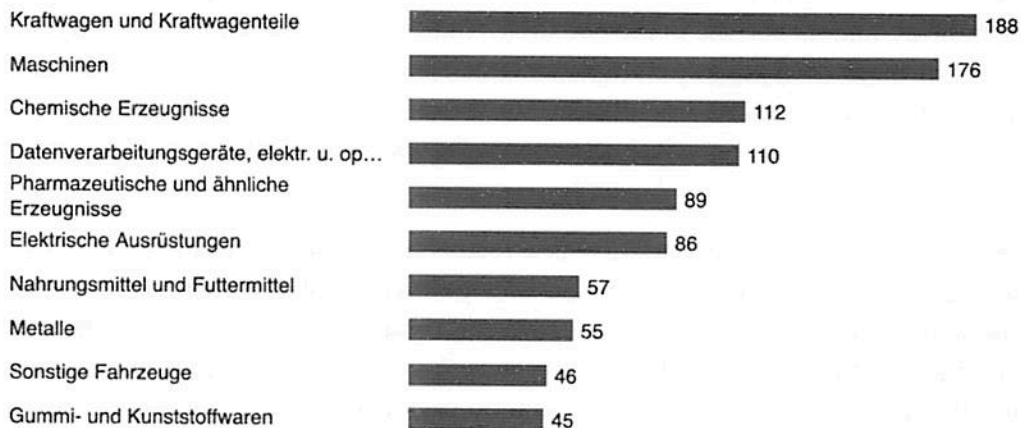 Kraftwagen und Kraftwagenteile 188
Maschinen 176
Chemische Erzeugnisse 112
Datenverarbeitungsgeräte, elektr. u. op... 110
Pharmazeutische und ähnliche
Erzeugnisse 89
Elektrische Ausrüstungen 86
Nahrungsmittel und Futtermittel 57
Metalle 55
Sonstige Fahrzeuge 46
Gummi- und Kunststoffwaren 45